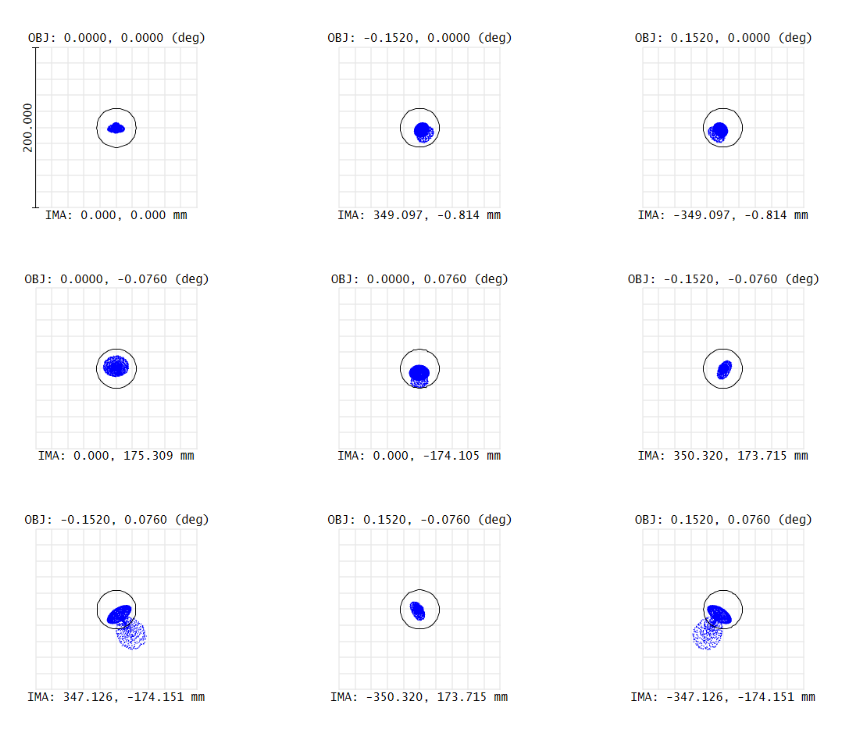 OBJ: 0.0000, 0.0000 (deg)
OBJ: -0.1520, 0.0000 (deg)
OBJ: 0.1520, 0.0000 (deg)
200.000
IMA: 0.000, 0.000 mm
IMA: 349.097, -0.814 mm
IMA: -349.097, -0.814 mm
OBJ: 0.0000, -0.0760 (deg)
OBJ: 0.0000, 0.0760 (deg)
OBJ: -0.1520, -0.0760 (deg)
IMA: 0.000, 175.309 mm
IMA: 0.000, -174.105 mm
IMA: 350.320, 173.715 mm
OBJ: -0.1520, 0.0760 (deg)
OBJ: 0.1520, -0.0760 (deg)
OBJ: 0.1520, 0.0760 (deg)
IMA: 347.126, -174.151 mm
IMA: -350.320, 173.715 mm
IMA: -347.126, -174.151 mm